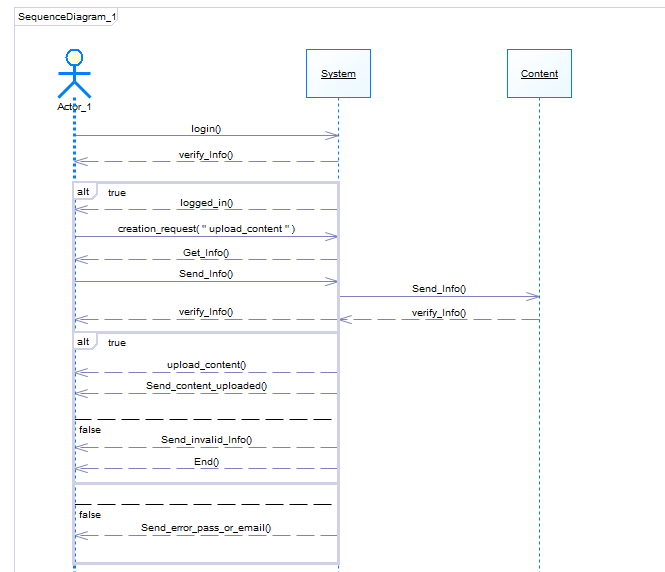 SequenceDiagram_1
System
Content
Actor_1
login()
verify_Info()
alt
true
logged_in()
creation_request( " upload_content " )
Get_Info()
Send_Info()
Send_Info()
verify_Info()
verify_Info()
alt
true
upload_content()
Send_content_uploaded()
false
Send_invalid_Info()
End()
false
Send_error_pass_or_email()